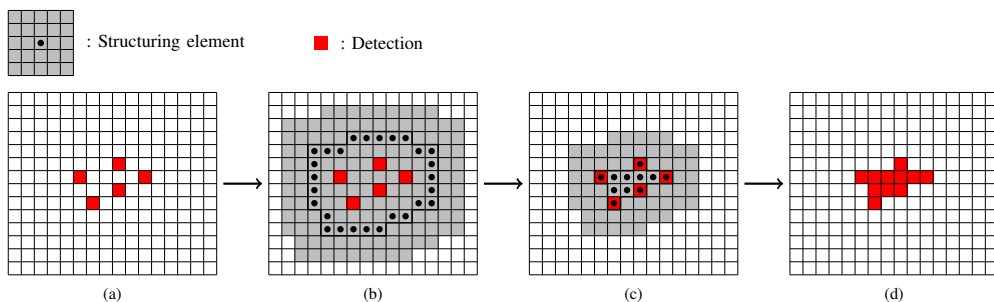 : Structuring element
: Detection
(a)
(b)
(c)
(d)